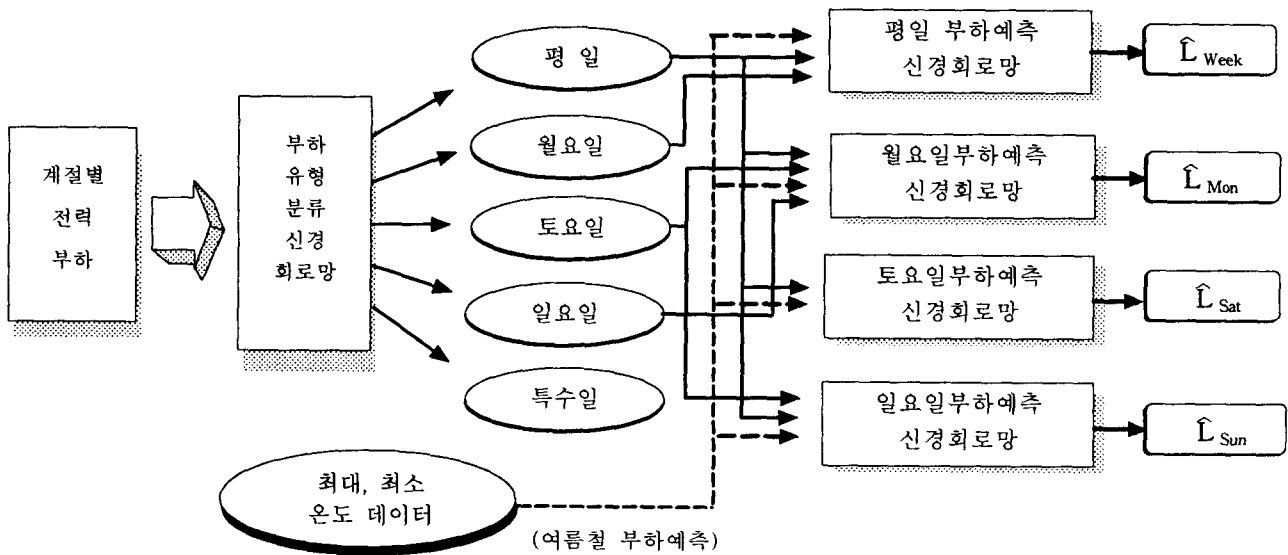 계절별
전력
부하
부하
유형
분류
신경
회로망
평 일
월요일
토요일
일요일
특수일
최대, 최소
온도 데이터
(여름철 부하예측)
평일 부하예측
신경회로망
월요일부하예측
신경회로망
토요일부하예측
신경회로망
일요일부하예측
신경회로망
L̂ Week
L̂ Mon
L̂ Sat
L̂ Sun